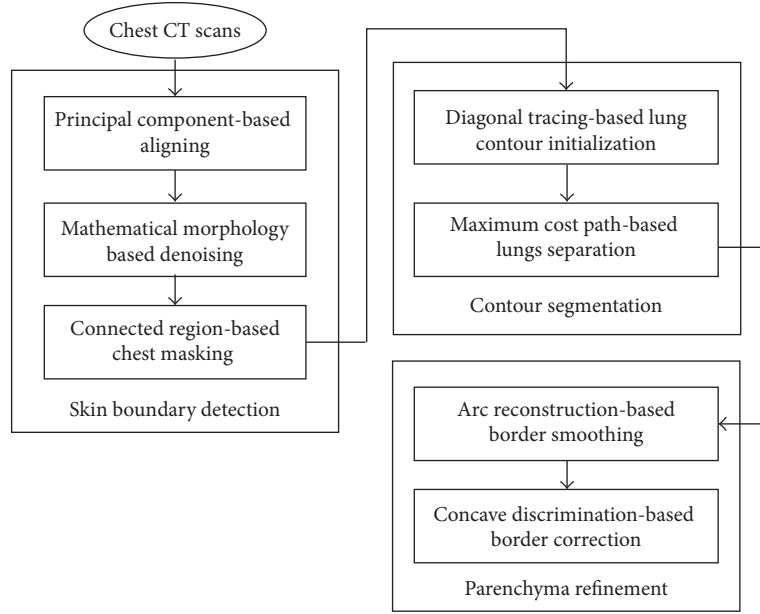 Chest CT scans
Principal component-based
aligning
Mathematical morphology
based denoising
Connected region-based
chest masking
Skin boundary detection
Diagonal tracing-based lung
contour initialization
Maximum cost path-based
lungs separation
Contour segmentation
Arc reconstruction-based
border smoothing
Concave discrimination-based
border correction
Parenchyma refinement